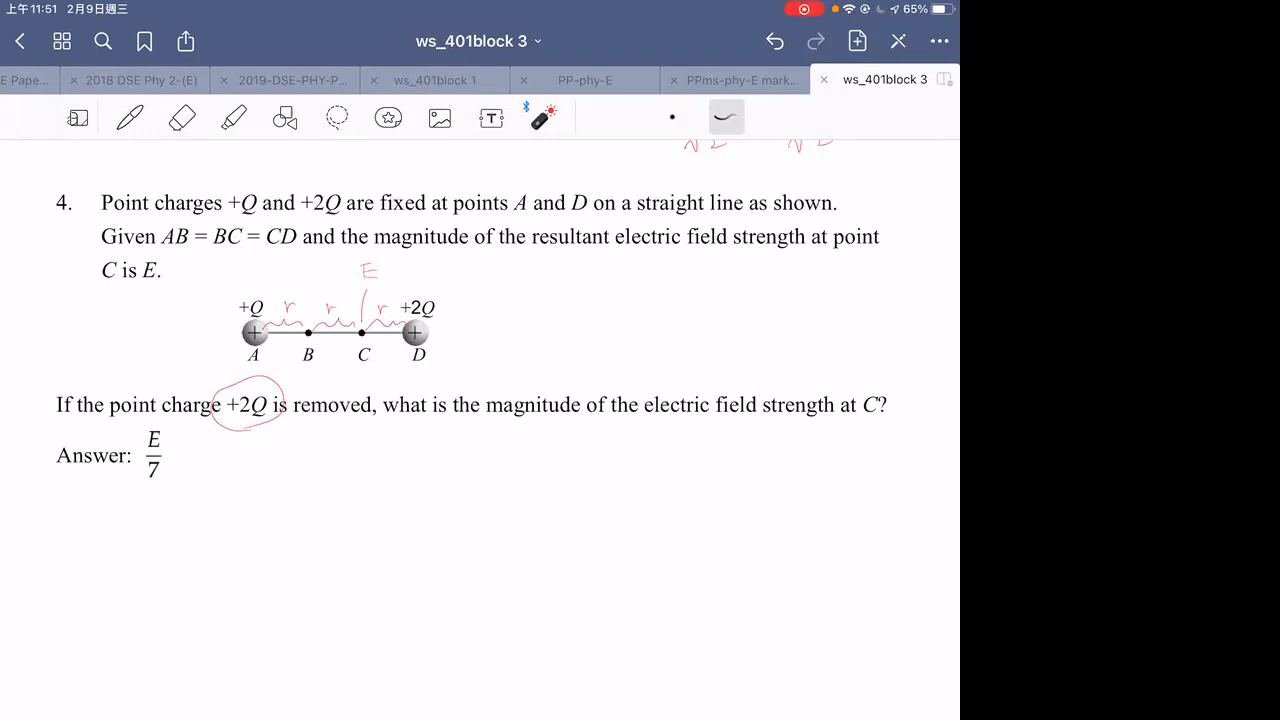 上午11:51 2月9日週三
65%
ws_401block 3
E Pape...
2018 DSE Phy 2-(E)
2019-DSE-PHY-P...
ws_401block 1
PP-phy-E
PPms-phy-E mark...
ws_401block 3
4. Point charges +Q and +2Q are fixed at points A and D on a straight line as shown.
Given AB = BC = CD and the magnitude of the resultant electric field strength at point
C is E.
E
+Q r r r +2Q
+ +
A B C D
If the point charge +2Q is removed, what is the magnitude of the electric field strength at C?
Answer: E/7